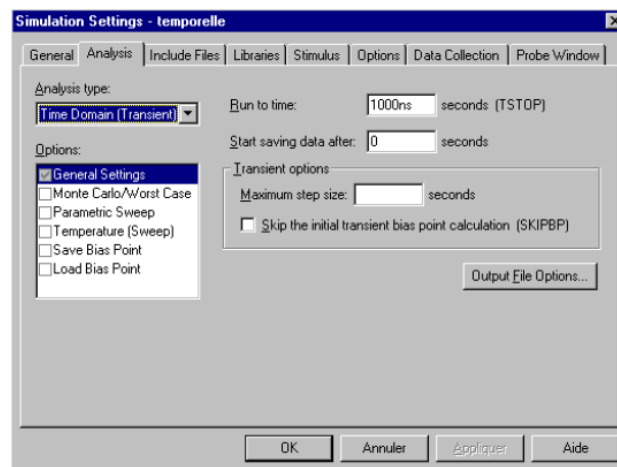 Simulation Settings - temporelle
General Analysis Include Files Libraries Stimulus Options Data Collection Probe Window
Analysis type:
Time Domain (Transient)
Options:
General Settings
Monte Carlo/Worst Case
Parametric Sweep
Temperature (Sweep)
Save Bias Point
Load Bias Point
Run to time: 1000ns seconds (TSTOP)
Start saving data after: 0 seconds
Transient options
Maximum step size: seconds
Skip the initial transient bias point calculation (SKIPBP)
Output File Options...
OK Annuler Appliquer Aide